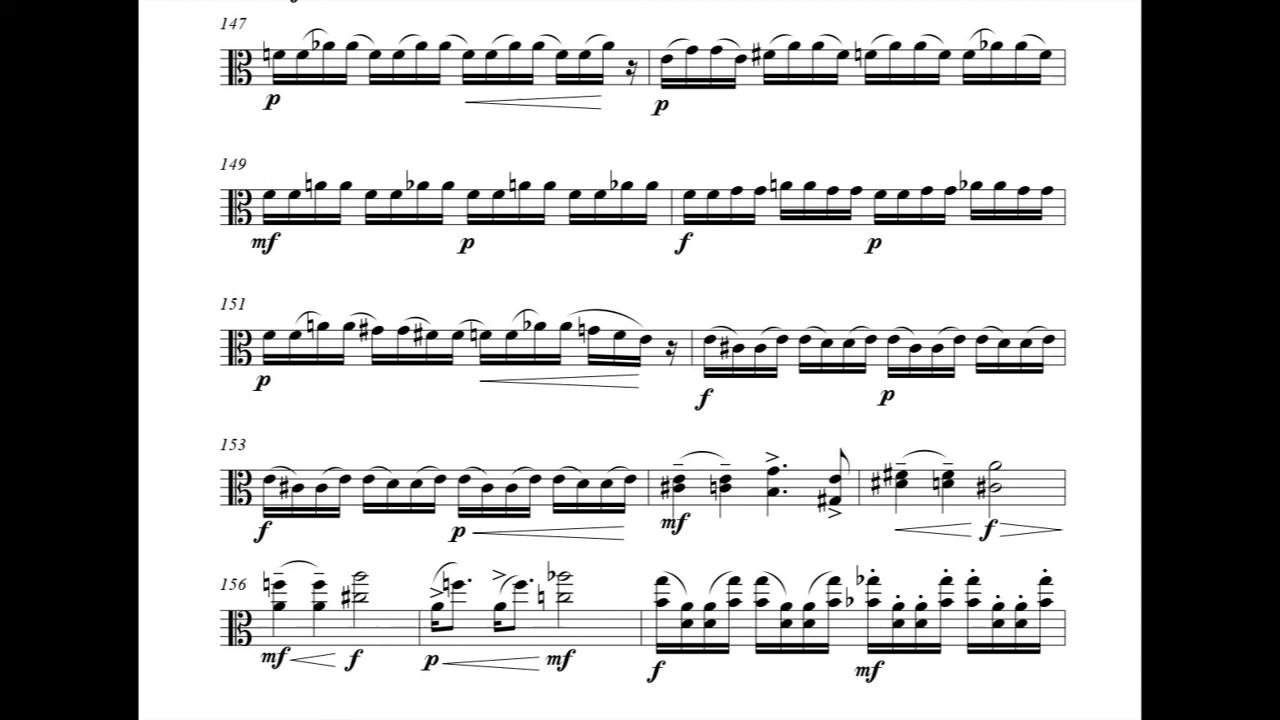 147
p p
149
mf p f p
151
p f p
153
f p mf f
156
mf f p mf f mf